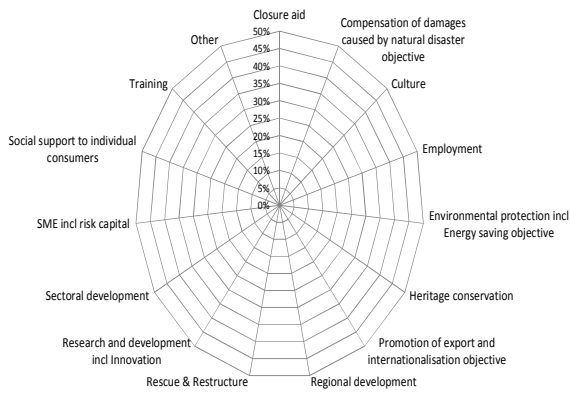 Closure aid
Compensation of damages
caused by natural disaster
objective
Culture
Employment
Environmental protection incl
Energy saving objective
Heritage conservation
Promotion of export and
internationalisation objective
Regional development
Rescue & Restructure
Research and development
incl Innovation
Sectoral development
SME incl risk capital
Social support to individual
consumers
Training
Other
50%
45%
40%
35%
30%
25%
20%
15%
10%
5%
0%